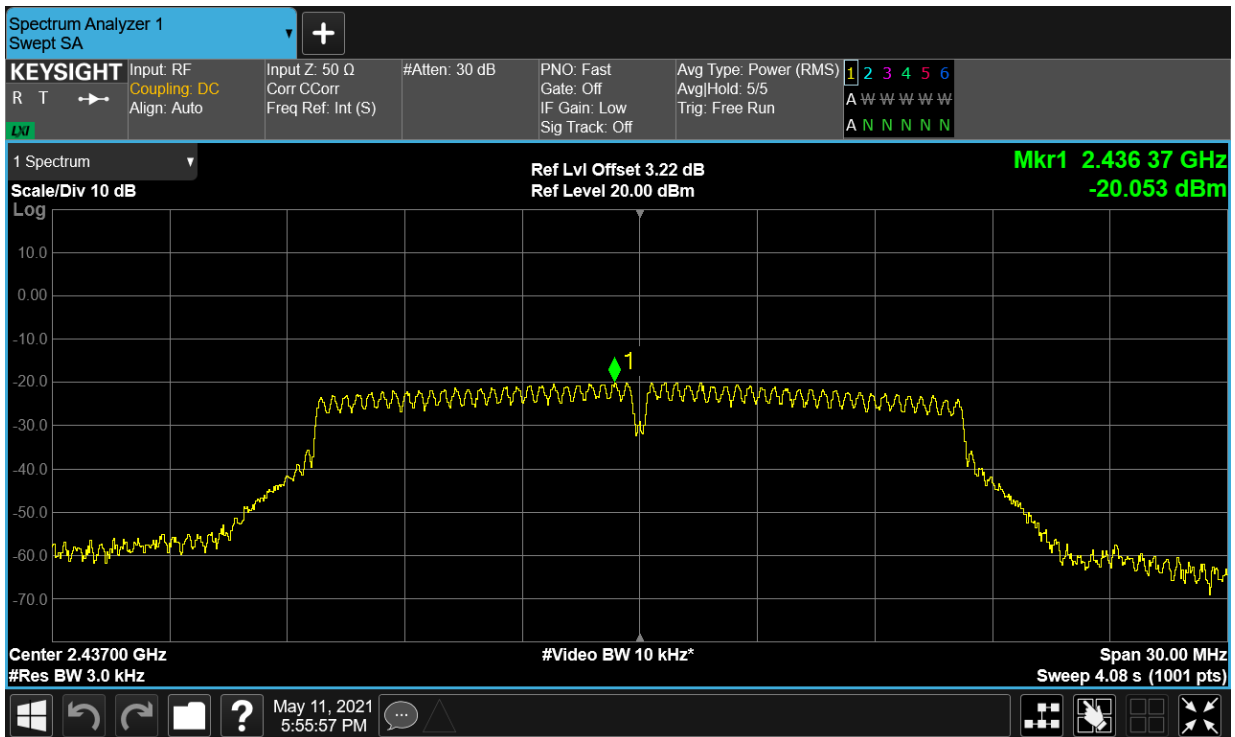 Spectrum Analyzer 1
Swept SA
KEYSIGHT
R T
LXI
Input: RF
Coupling: DC
Align: Auto
Input Z: 50 Ω
Corr CCorr
Freq Ref: Int (S)
#Atten: 30 dB
PNO: Fast
Gate: Off
IF Gain: Low
Sig Track: Off
Avg Type: Power (RMS)
Avg|Hold: 5/5
Trig: Free Run
1 2 3 4 5 6
A W W W W W
A N N N N N
1 Spectrum
Scale/Div 10 dB
Log
Ref Lvl Offset 3.22 dB
Ref Level 20.00 dBm
Mkr1 2.436 37 GHz
-20.053 dBm
10.0
0.00
-10.0
-20.0
-30.0
-40.0
-50.0
-60.0
-70.0
1
Center 2.43700 GHz
#Res BW 3.0 kHz
#Video BW 10 kHz*
Span 30.00 MHz
Sweep 4.08 s (1001 pts)
?
May 11, 2021
5:55:57 PM